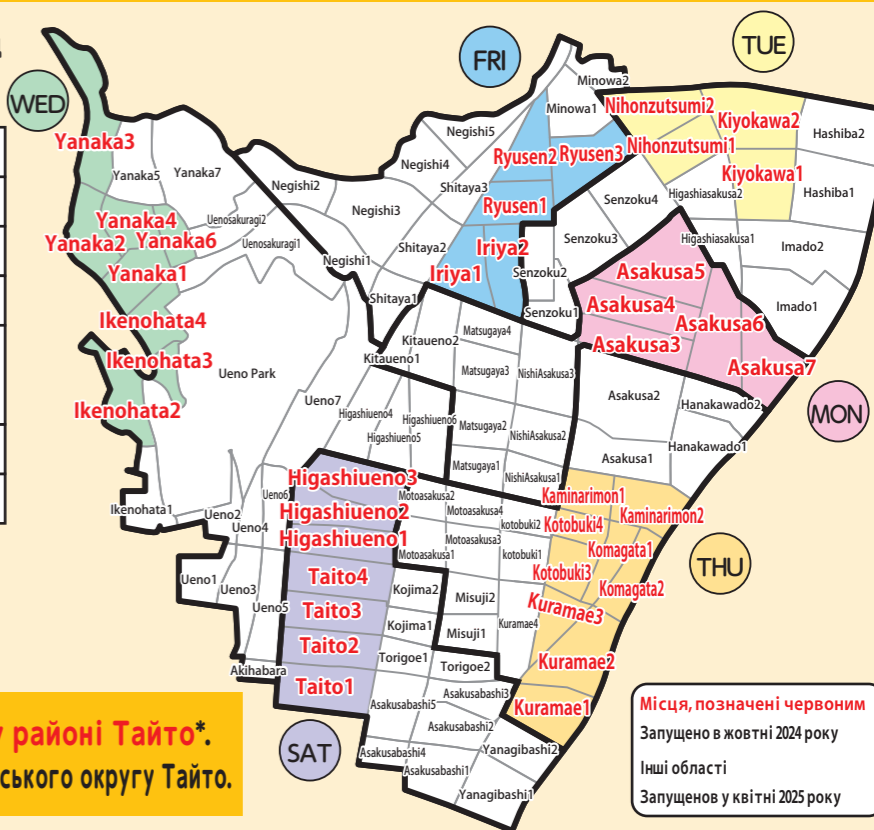 FRI
TUE
WED
Minowa2
Minowa1
Nihonzutsumi2
Kiyokawa2
Hashiba2
Yanaka3
Negishi5
Nihonzutsumi1
Ryusen2
Ryusen3
Negishi4
Yanaka5
Yanaka7
Kiyokawa1
Negishi2
Shitaya3
Higashiasakusa2
Hashiba1
Senzoku4
Ryusen1
Negishi3
Yanaka4
Uenosakuragi2
Yanaka2
Yanaka6
Uenosakuragi1
Senzoku3
Higashiasakusa1
Imado2
Shitaya2
Iriya2
Negishi1
Yanaka1
Iriya1
Senzoku2
Asakusa5
Shitaya1
Asakusa4
Imado1
Senzoku1
Ikenohata4
Asakusa6
Matsugaya4
Kitaueno2
Asakusa3
Ikenohata3
Kitaueno1
Asakusa7
Ueno Park
Matsugaya3
NishiAsakusa3
Asakusa2
Ueno7
Hanakawado2
Ikenohata2
Higashiueno4
Higashiueno6
MON
Matsugaya2
Higashiueno5
NishiAsakusa2
Hanakawado1
Asakusa1
Matsugaya1
NishiAsakusa1
Higashiueno3
Ueno6
Motoasakusa2
Kaminarimon1
Ikenohata1
Ueno2
Higashiueno2
Motoasakusa4
Kaminarimon2
kotobuki2
Kotobuki4
Ueno4
Higashiueno1
Motoasakusa3
Motoasakusa1
kotobuki1
Komagata1
THU
Kotobuki3
Taito4
Ueno1
Ueno3
Kojima2
Komagata2
Misuji2
Ueno5
Taito3
Kuramae3
Kojima1
Misuji1
Kuramae4
Taito2
Torigoe1
Akihabara
Torigoe2
Kuramae2
Taito1
Asakusabashi3
Asakusabashi5
Kuramae1
Asakusabashi2
SAT
Yanagibashi2
Asakusabashi4
Asakusabashi1
Yanagibashi1
у районі Тайто*.
ського округу Тайто.
Місця, позначені червоним
Запущено в жовтні 2024 року
Інші області
Запущенов у квітні 2025 року